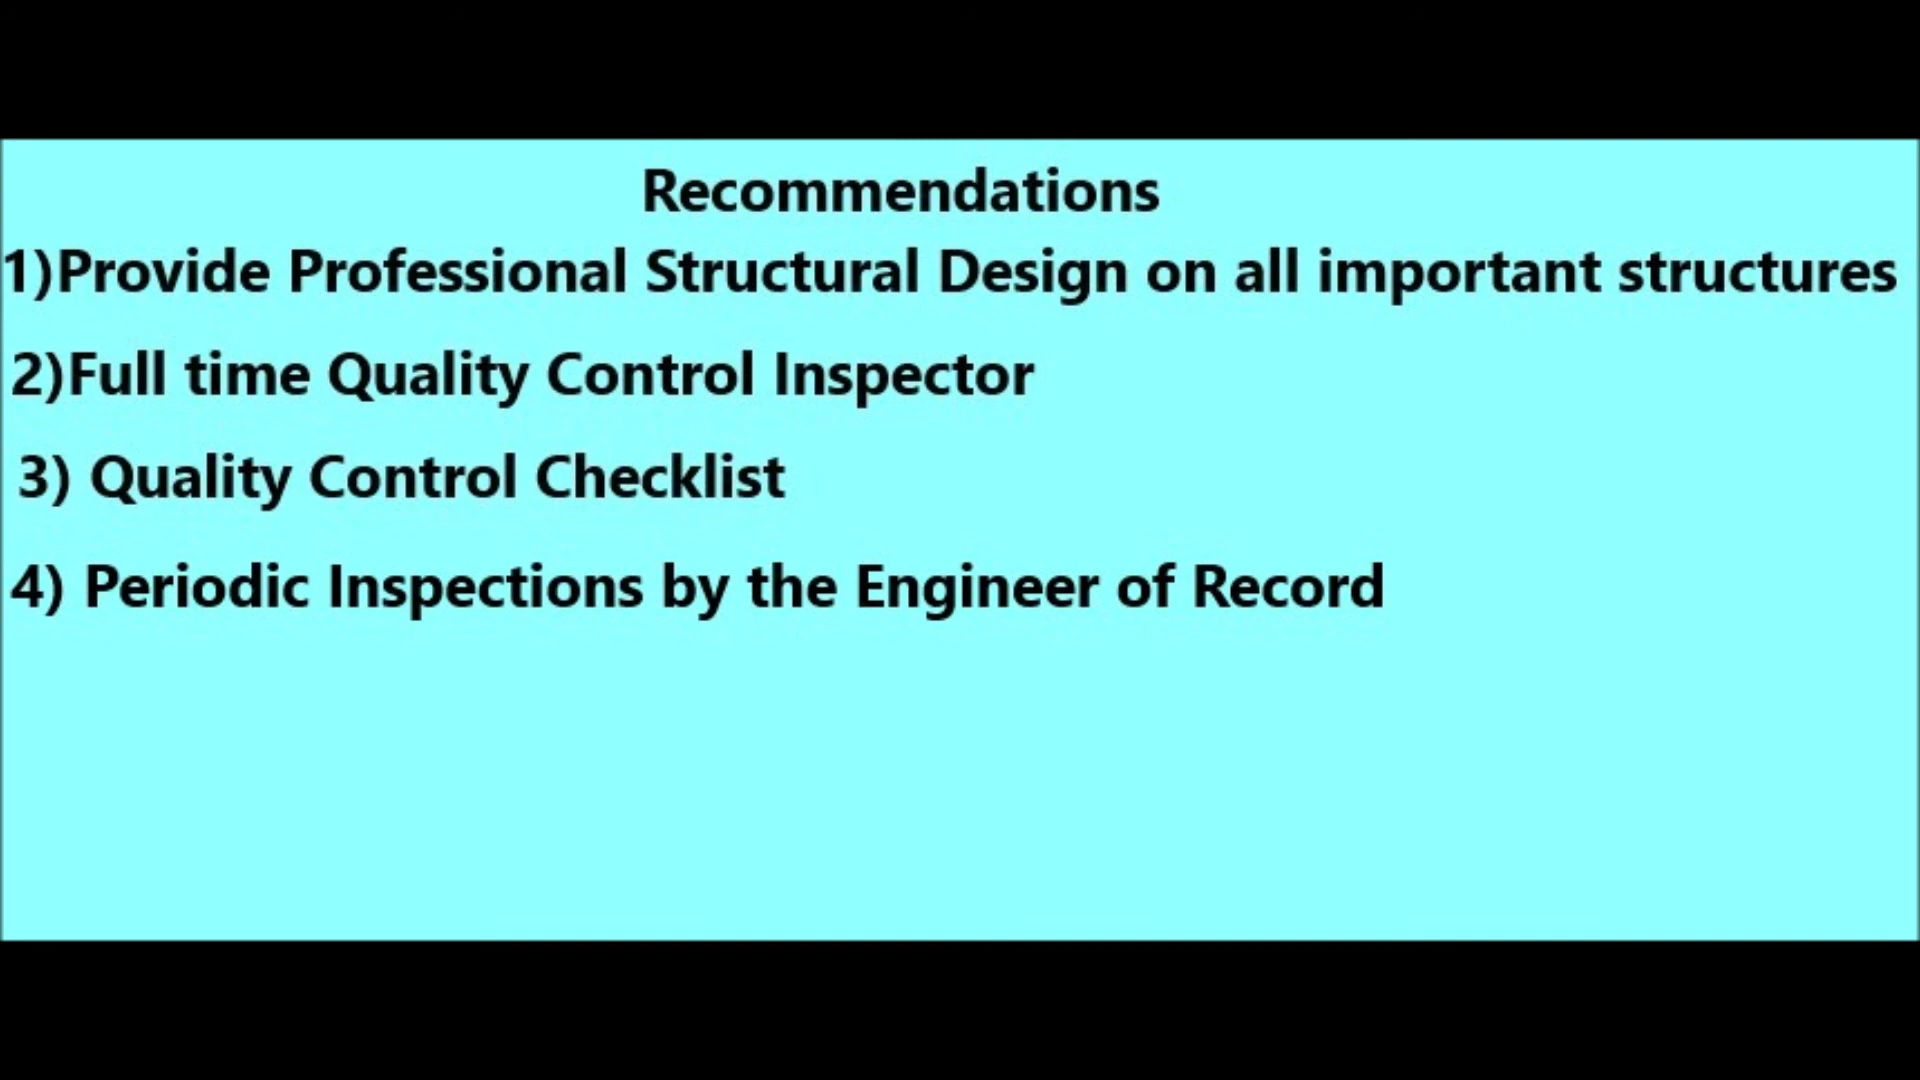 Recommendations
1)Provide Professional Structural Design on all important structures
2)Full time Quality Control Inspector
3) Quality Control Checklist
4) Periodic Inspections by the Engineer of Record